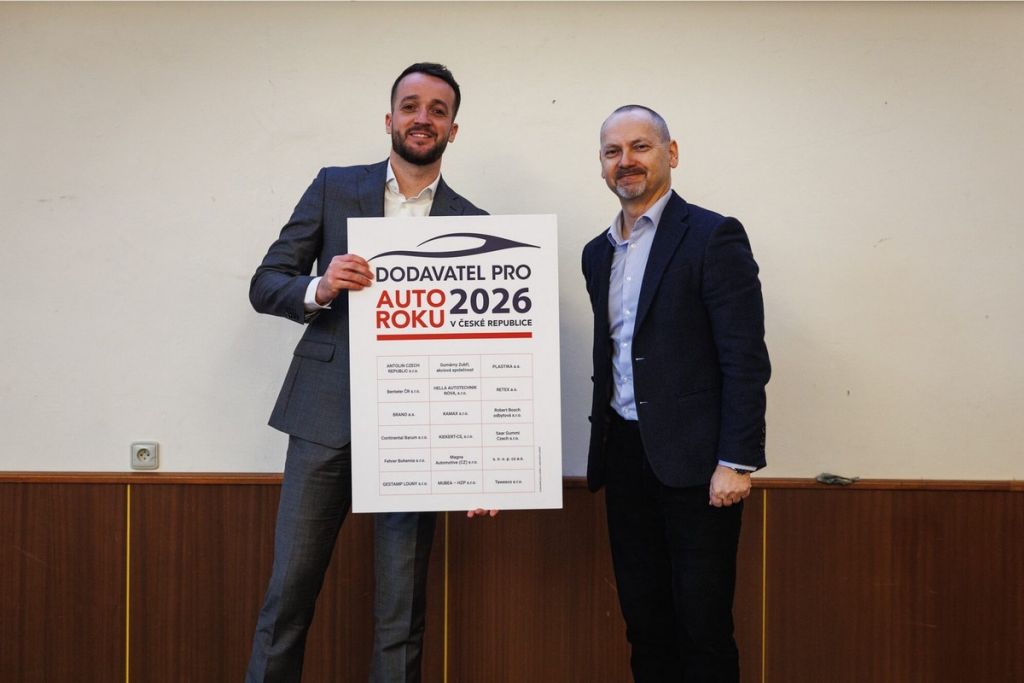 DODAVATEL PRO
AUTO
ROKU
2026
V ČESKÉ REPUBLICE
ANTOLIN CZECH
REPUBLIC s.r.o.
Gumárny Zubří,
akciová společnost
PLASTIKA a.s.
Benteler ČR s.r.o.
HELLA AUTOTECHNIK
NOVA, s.r.o.
RETEX a.s.
BRANO a.s.
KAMAX s.r.o.
Robert Bosch
odbytová s.r.o.
Continental Barum s.r.o.
KIEKERT-CS, s.r.o.
Saar Gummi
Czech s.r.o.
Fehrer Bohemia s.r.o.
Magna
Automotive (CZ) s.r.o.
s. n. o. p. cz a.s.
GESTAMP LOUNY s.r.o.
MUBEA – HZP s.r.o.
Tawesco s.r.o.